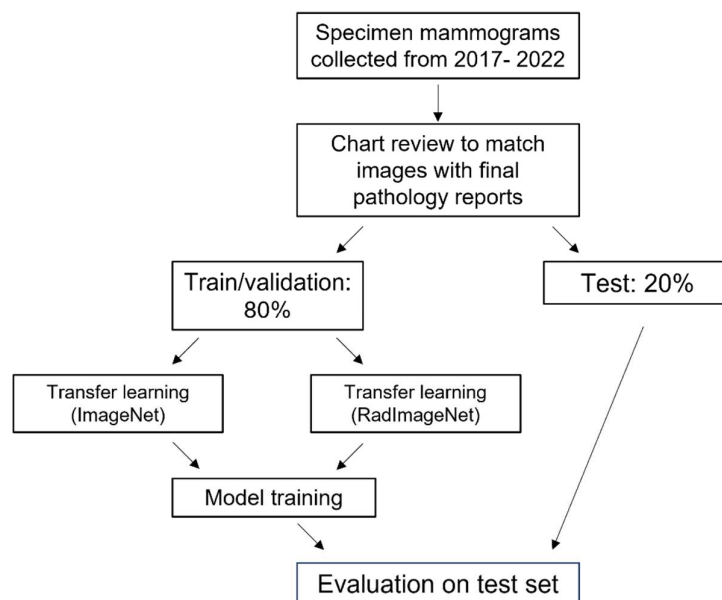 Specimen mammograms
collected from 2017- 2022
Chart review to match
images with final
pathology reports
Train/validation:
80%
Test: 20%
Transfer learning
(ImageNet)
Transfer learning
(RadImageNet)
Model training
Evaluation on test set